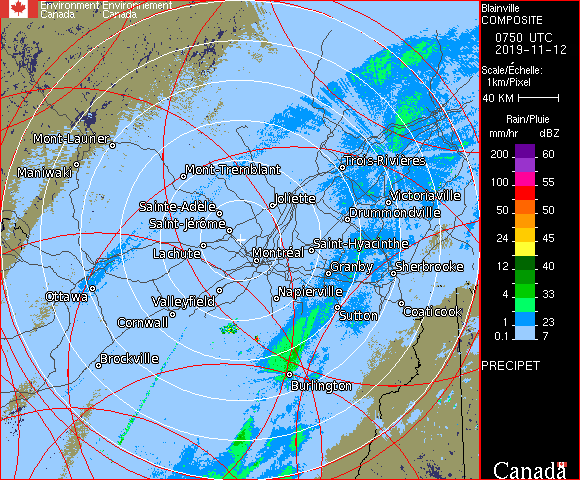 Environment Environnement
Canada Canada
Blainville
COMPOSITE
0750 UTC
2019-11-12
Scale/Échelle:
1km/Pixel
40 KM
Rain/Pluie
mm/hr dBZ
200 60
100 55
50 50
24 45
12 40
4 33
1 23
0.1 7
PRECIPET
Canada
Mont-Laurier
Maniwaki
Mont-Tremblant
Trois-Rivières
Joliette
Victoriaville
Sainte-Adèle
Drummondville
Saint-Jérôme
Saint-Hyacinthe
Lachute
Montréal
Granby
Sherbrooke
Ottawa
Valleyfield
Napierville
Cornwall
Sutton
Coaticook
Brockville
Burlington